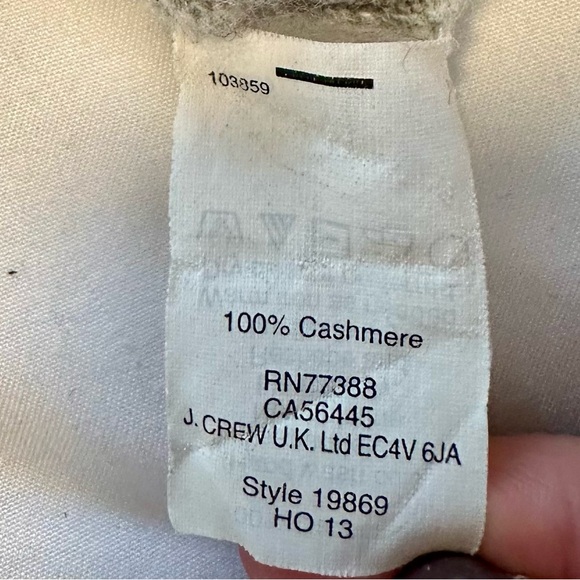 103859
100% Cashmere
RN77388
CA56445
J. CREW U.K. Ltd EC4V 6JA
Style 19869
HO 13